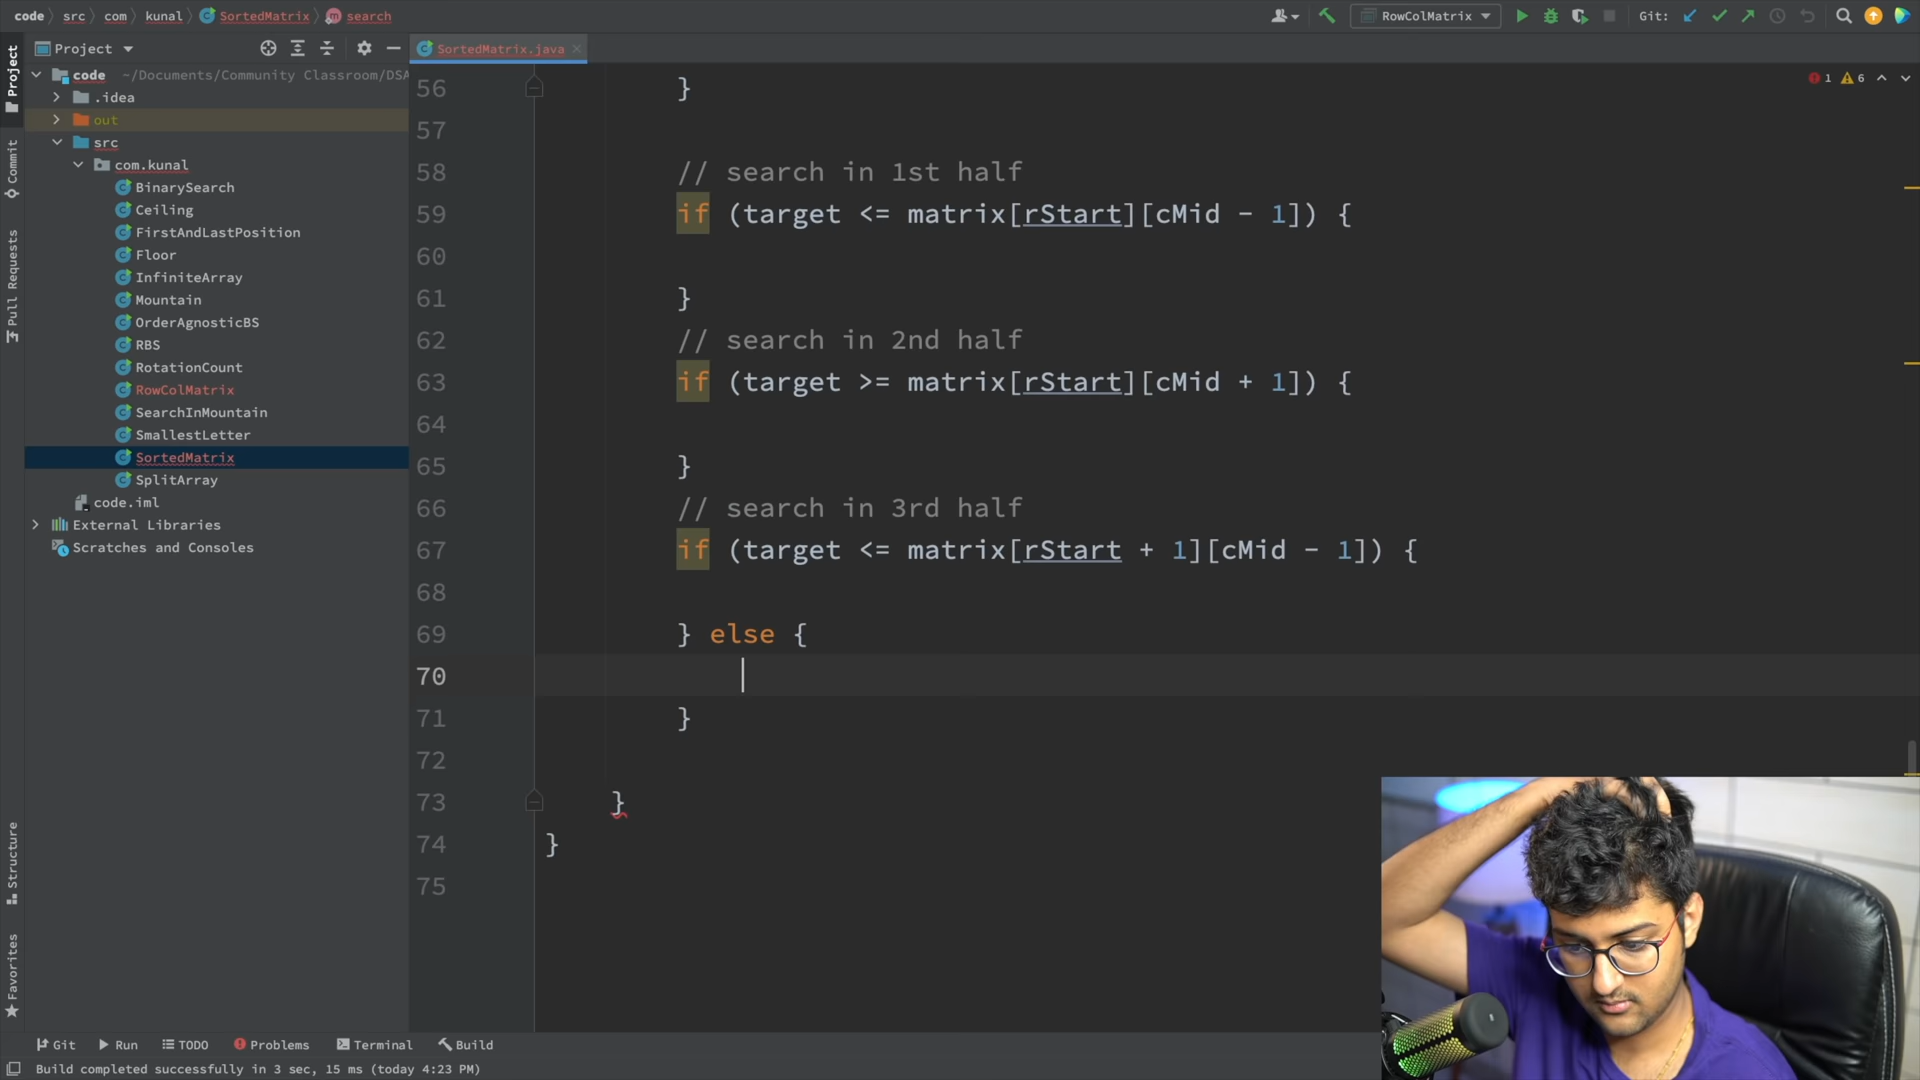 code src com kunal SortedMatrix search
RowColMatrix Git:
Project
SortedMatrix.java
code ~/Documents/Community Classroom/DSA
.idea
out
src
com.kunal
BinarySearch
Ceiling
FirstAndLastPosition
Floor
InfiniteArray
Mountain
OrderAgnosticBS
RBS
RotationCount
RowColMatrix
SearchInMountain
SmallestLetter
SortedMatrix
SplitArray
code.iml
External Libraries
Scratches and Consoles
Project
Commit
Pull Requests
Structure
Favorites
1 6
56 }
57
58 // search in 1st half
59 if (target <= matrix[rStart][cMid - 1]) {
60
61 }
62 // search in 2nd half
63 if (target >= matrix[rStart][cMid + 1]) {
64
65 }
66 // search in 3rd half
67 if (target <= matrix[rStart + 1][cMid - 1]) {
68
69 } else {
70
71 }
72
73 }
74 }
75
Git Run TODO Problems Terminal Build
Build completed successfully in 3 sec, 15 ms (today 4:23 PM)